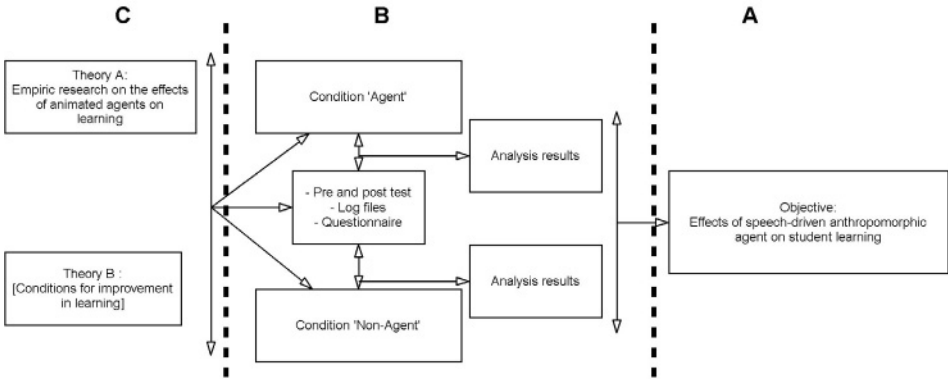 C
B
A
Theory A:
Empiric research on the effects
of animated agents on
learning
Theory B :
[Conditions for improvement
in learning]
Condition 'Agent'
- Pre and post test
- Log files
- Questionnaire
Condition 'Non-Agent'
Analysis results
Analysis results
Objective:
Effects of speech-driven anthropomorphic
agent on student learning